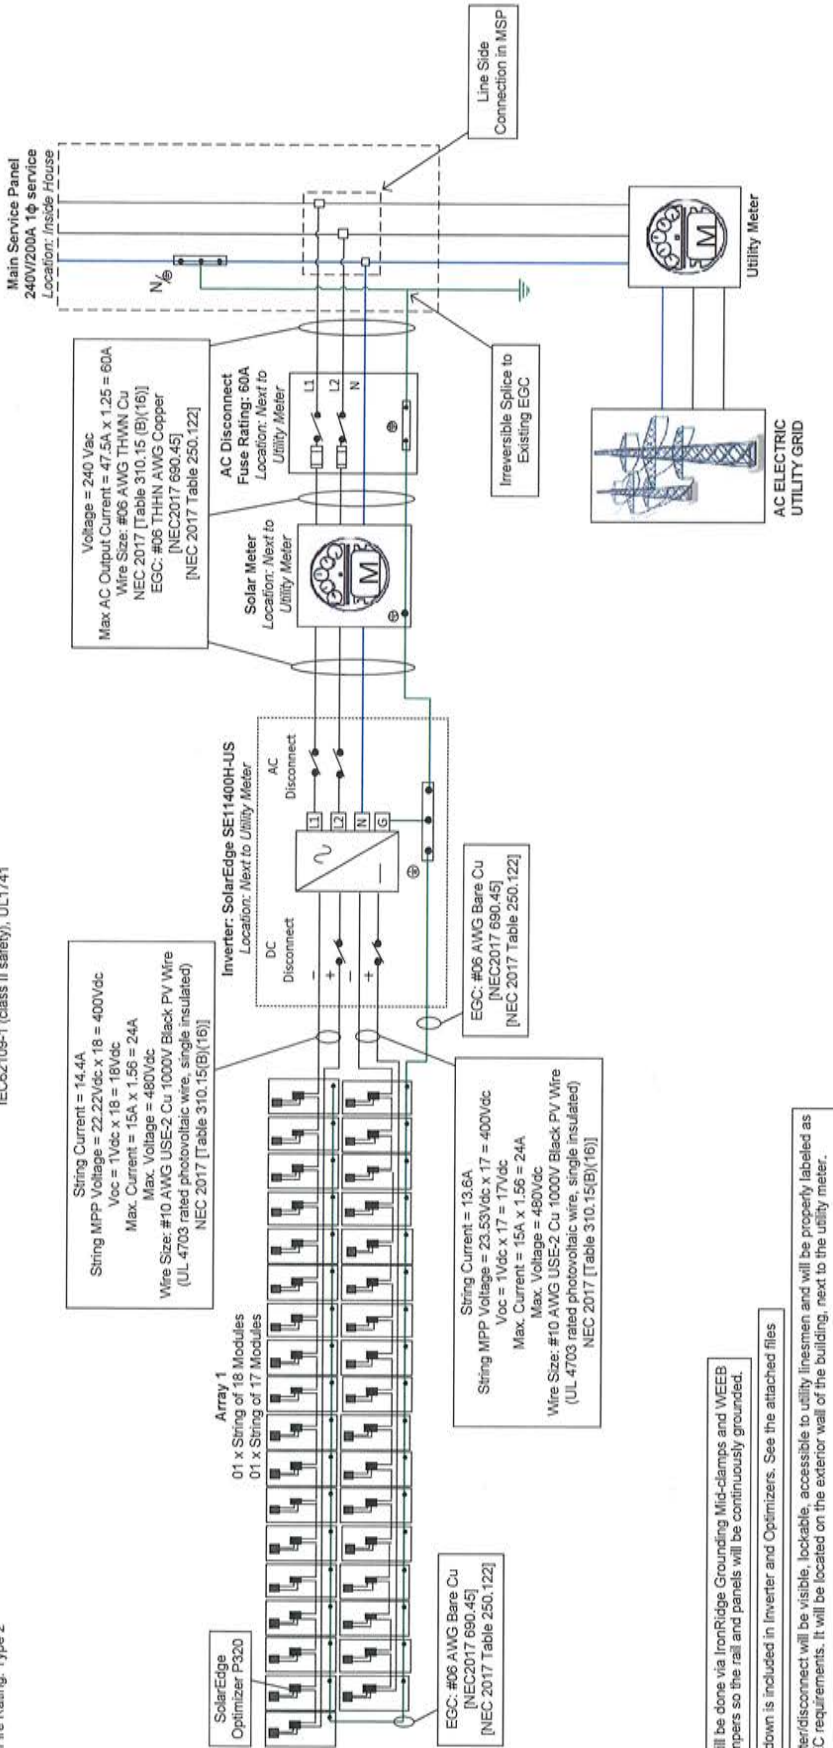 Fire Rating: Type 2
IEC62109-1 (class II safety), UL1741
SolarEdge
Optimizer P320
Array 1
01 x String of 18 Modules
01 x String of 17 Modules
EGC: #06 AWG Bare Cu
[NEC2017 690.45]
[NEC 2017 Table 250.122]
String Current = 14.4A
String MPP Voltage = 22.22Vdc x 18 = 400Vdc
Voc = 1Vdc x 18 = 18Vdc
Max. Current = 15A x 1.56 = 24A
Max. Voltage = 480Vdc
Wire Size: #10 AWG USE-2 Cu 1000V Black PV Wire
(UL 4703 rated photovoltaic wire, single insulated)
NEC 2017 [Table 310.15(B)(16)]
String Current = 13.6A
String MPP Voltage = 23.53Vdc x 17 = 400Vdc
Voc = 1Vdc x 17 = 17Vdc
Max. Current = 15A x 1.56 = 24A
Max. Voltage = 480Vdc
Wire Size: #10 AWG USE-2 Cu 1000V Black PV Wire
(UL 4703 rated photovoltaic wire, single insulated)
NEC 2017 [Table 310.15(B)(16)]
Inverter: SolarEdge SE11400H-US
Location: Next to Utility Meter
DC
Disconnect
AC
Disconnect
-
+
-
+
L1
L2
N
G
EGC: #06 AWG Bare Cu
[NEC2017 690.45]
[NEC 2017 Table 250.122]
Voltage = 240 Vac
Max AC Output Current = 47.5A x 1.25 = 60A
Wire Size: #06 AWG THWN Cu
NEC 2017 [Table 310.15 (B)(16)]
EGC: #06 THHN AWG Copper
[NEC2017 690.45]
[NEC 2017 Table 250.122]
Solar Meter
Location: Next to
Utility Meter
M
AC Disconnect
Fuse Rating: 60A
Location: Next to
Utility Meter
L1
L2
N
Main Service Panel
240V/200A 1ф service
Location: Inside House
N/
Irreversible Splice to
Existing EGC
Line Side
Connection in MSP
M
Utility Meter
AC ELECTRIC
UTILITY GRID
ill be done via IronRidge Grounding Mid-clamps and WEEB
mpers so the rail and panels will be continuously grounded.
down is included in Inverter and Optimizers. See the attached files
ter/disconnect will be visible, lockable, accessible to utility linesmen and will be properly labeled as
C requirements. It will be located on the exterior wall of the building, next to the utility meter.